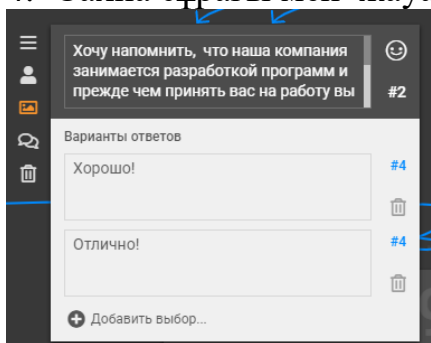 Хочу напомнить, что наша компания
занимается разработкой программ и
прежде чем принять вас на работу вы
#2
Варианты ответов
Хорошо!
#4
Отлично!
#4
Добавить выбор...